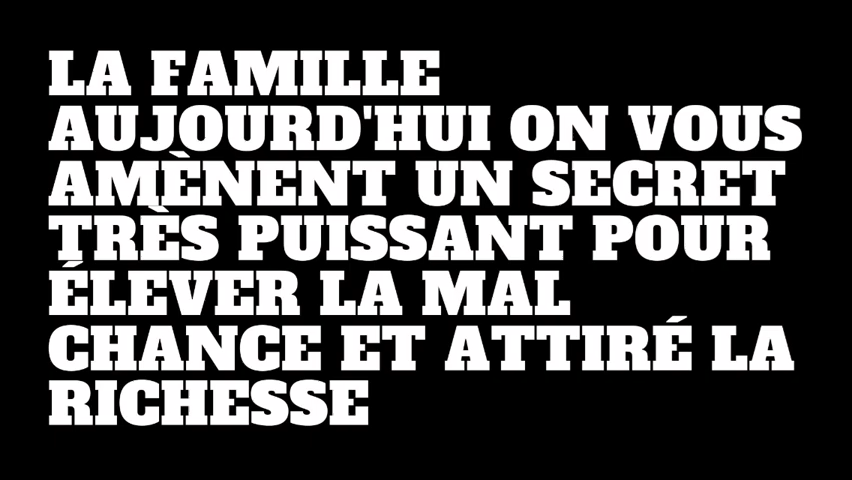 LA FAMILLE
AUJOURD'HUI ON VOUS
AMÈNENT UN SECRET
TRÈS PUISSANT POUR
ÉLEVER LA MAL
CHANCE ET ATTIRÉ LA
RICHESSE